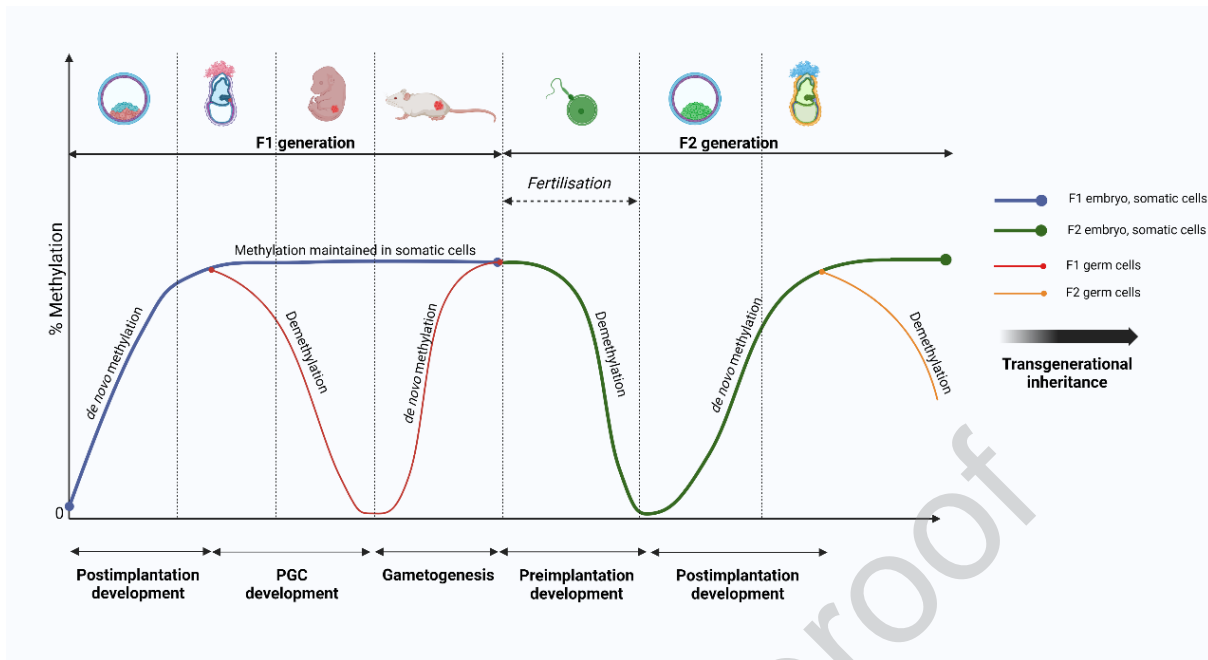 F1 generation
F2 generation
Fertilisation
% Methylation
0
Methylation maintained in somatic cells
de novo methylation
Demethylation
de novo methylation
Demethylation
de novo methylation
Demethylation
F1 embryo, somatic cells
F2 embryo, somatic cells
F1 germ cells
F2 germ cells
Transgenerational
inheritance
Postimplantation
development
PGC
development
Gametogenesis
Preimplantation
development
Postimplantation
development
proof